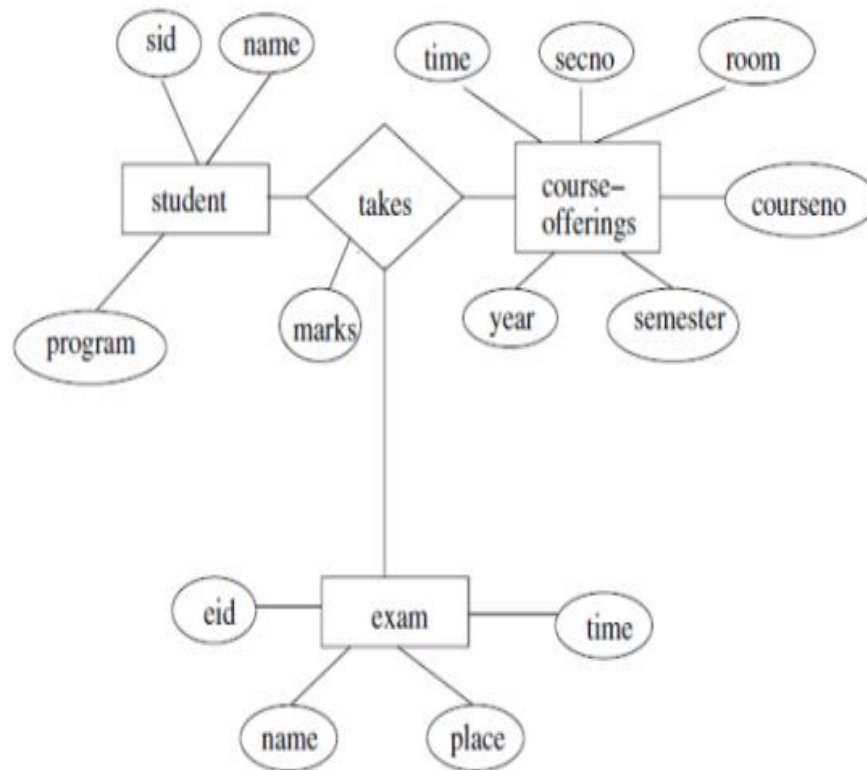 sid
name
time
secno
room
student
takes
course–
offerings
courseno
program
marks
year
semester
eid
exam
time
name
place